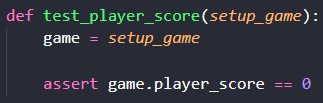 def test_player_score(setup_game):
    game = setup_game
    assert game.player_score == 0